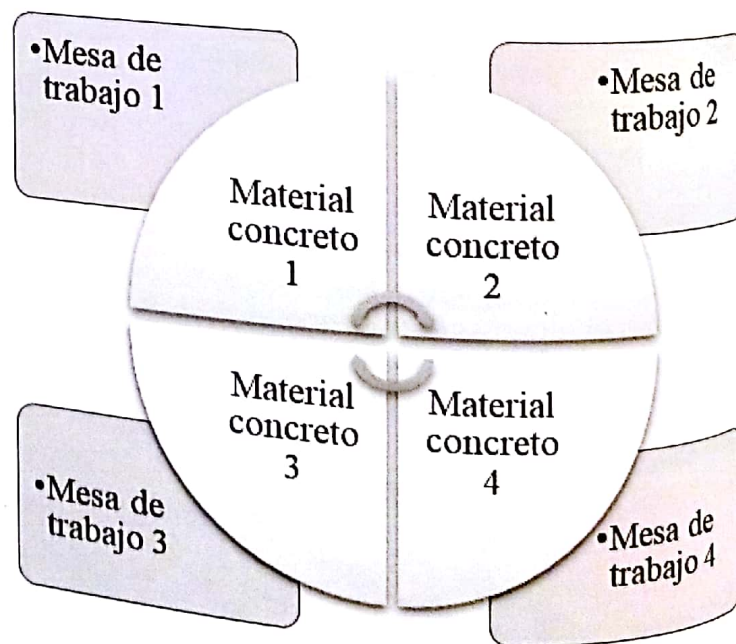 •Mesa de
trabajo 1
•Mesa de
trabajo 2
Material
concreto
1
Material
concreto
2
Material
concreto
3
Material
concreto
4
•Mesa de
trabajo 3
•Mesa de
trabajo 4